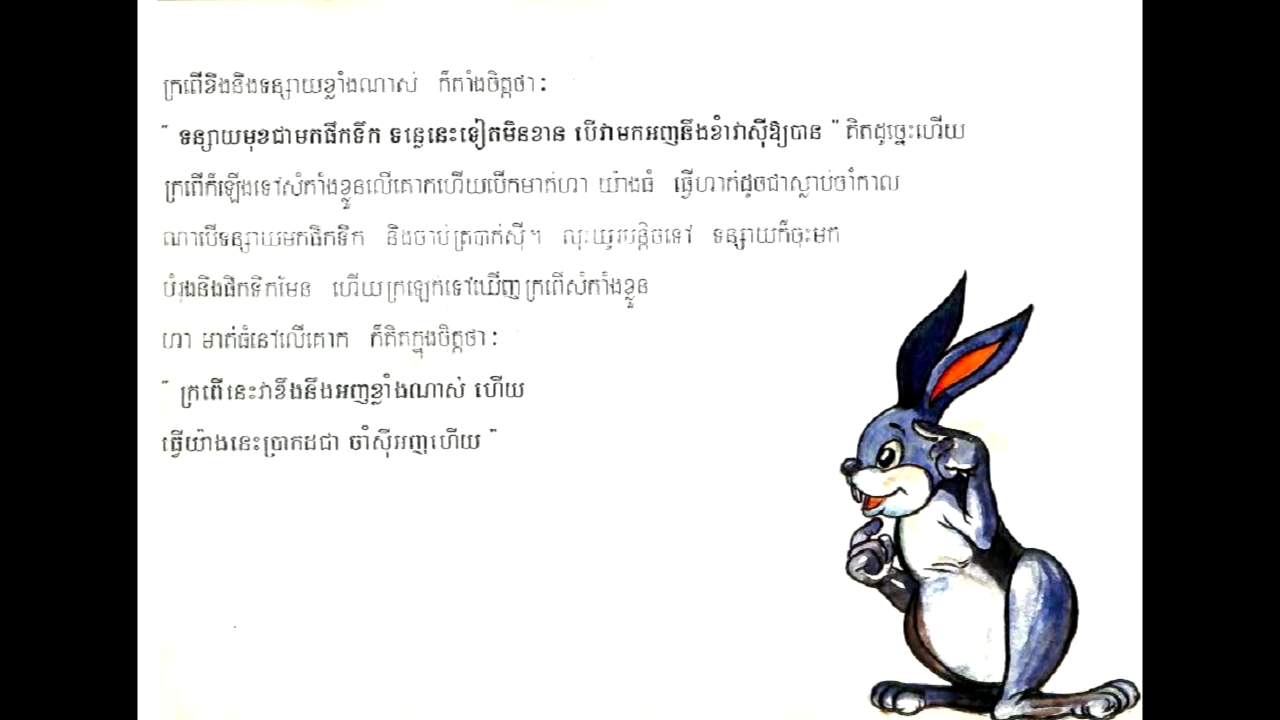 ក្រពើខឹងនឹងទន្សាយខ្លាំងណាស់ ក៏តាំងចិត្តថា :
" ទន្សាយមុខជាមកផឹកទឹក ទន្លេនេះទៀតមិនខាន បើវាមកអញនឹងខំាវាស៊ីឱ្យបាន " គិតដូច្នេះហើយ
ក្រពើក៏ឡើងទៅសំកាំងខ្លួនលើគោកហើយបើកមាក់ហា យ៉ាងធំ ធ្វើហាក់ដូចជាស្លាប់ចាំកាល
ណាបើទន្សាយមកផឹកទឹក នឹងចាប់ត្របាក់ស៊ី។ លុះយូរបន្តិចទៅ ទន្សាយក៏ចុះមក
បំរុងនឹងផឹកទឹកមែន ហើយក្រឡេក់ទៅឃើញក្រពើសំកាំងខ្លួន
ហា មាត់ធំនៅលើគោក ក៏គិតក្នុងចិត្តថា :
" ក្រពើនេះវាខឹងនឹងអញខ្លាំងណាស់ ហើយ
ធ្វើយ៉ាងនេះប្រាកដជា ចាំស៊ីអញហើយ "